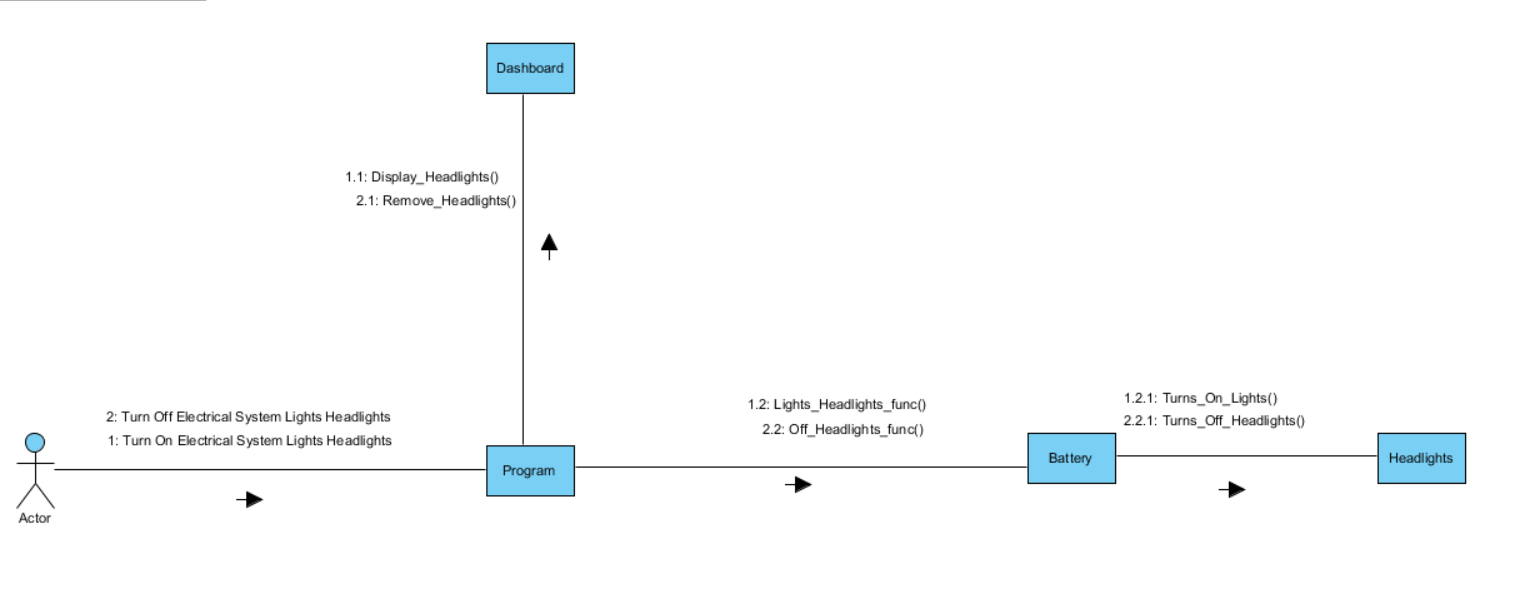 Dashboard
1.1: Display_Headlights()
2.1: Remove_Headlights()
2: Turn Off Electrical System Lights Headlights
1: Turn On Electrical System Lights Headlights
Actor
Program
1.2: Lights_Headlights_func()
2.2: Off_Headlights_func()
Battery
1.2.1: Turns_On_Lights()
2.2.1: Turns_Off_Headlights()
Headlights